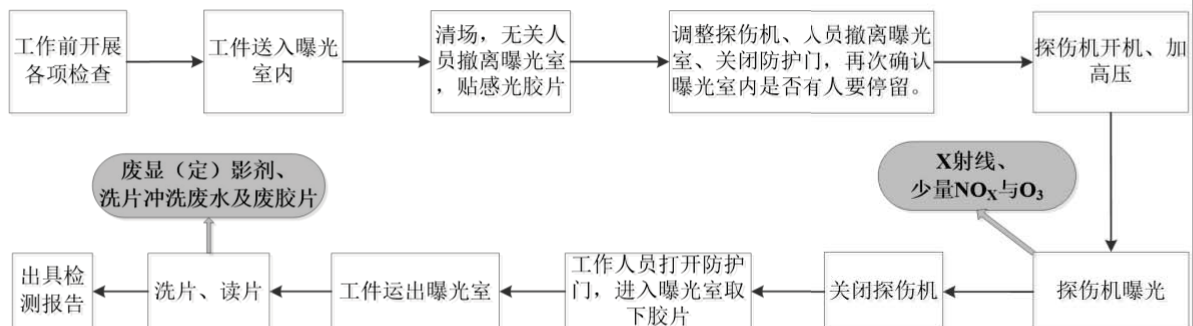 工作前开展
各项检查
工件送入曝光
室内
清场，无关人
员撤离曝光室
，贴感光胶片
调整探伤机、人员撤离曝光
室、关闭防护门，再次确认
曝光室内是否有人要停留。
探伤机开机、加
高压
废显（定）影剂、
洗片冲洗废水及废胶片
X射线、
少量NOX与O3
出具检
测报告
洗片、读片
工件运出曝光室
工作人员打开防护
门，进入曝光室取
下胶片
关闭探伤机
探伤机曝光